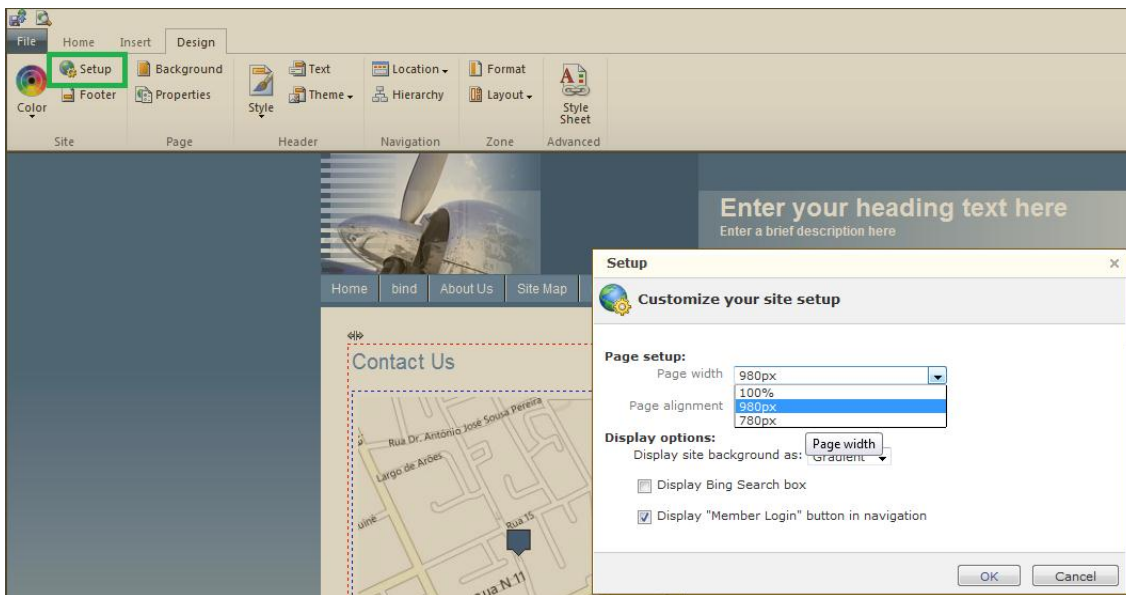 File Home Insert Design
Setup Background Text Location Format
Footer Properties Theme Hierarchy Layout
Color Style Style
Sheet
Site Page Header Navigation Zone Advanced
Enter your heading text here
Enter a brief description here
Setup
Home bind About Us Site Map
Customize your site setup
Contact Us
Page setup:
Page width 980px
100%
Page alignment 980px
780px
Rua Dr. António José Sousa Pereira
Display options:
Page width
Display site background as: Gradient
Largo de Arões
Display Bing Search box
Display "Member Login" button in navigation
Rua 15
Rua N 11
OK Cancel